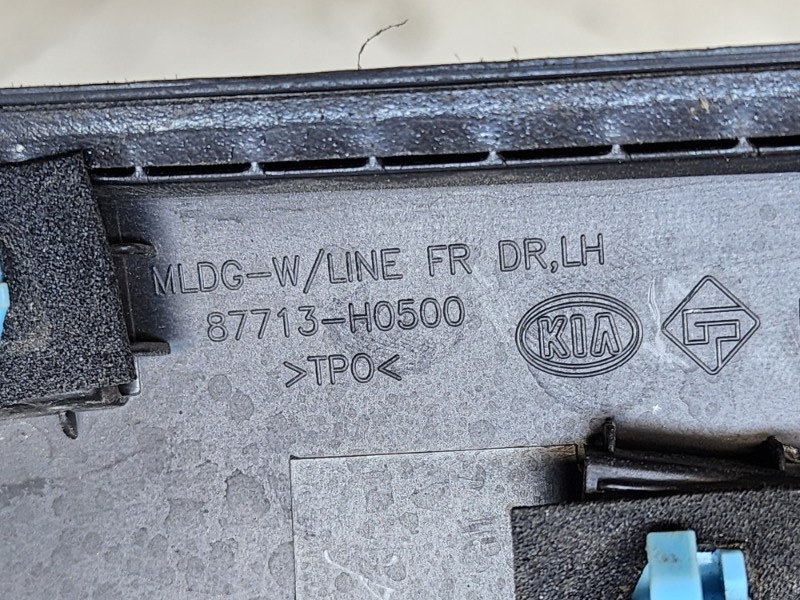 MLDG-W/LINE FR DR,LH
87713-H0500
>TPO<
KIA